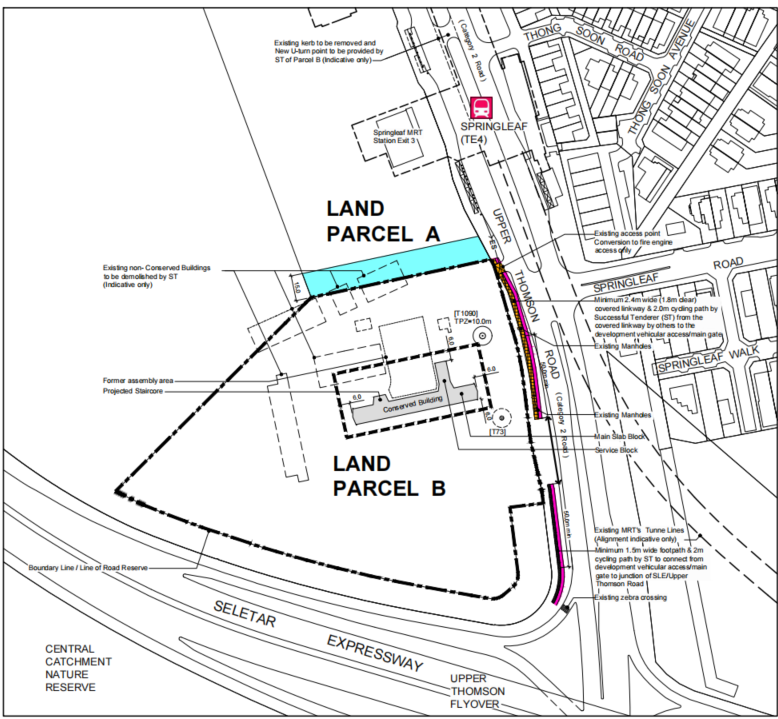 Existing kerb to be removed and
New U-turn point to be provided by
ST of Parcel B (Indicative only)
(Category 2 Road)
THONG SOON ROAD
THONG SOON AVENUE
SPRINGLEAF
(TE4)
Springleaf MRT
Station Exit 3
LAND
PARCEL A
UPPER THOMSON ROAD (Category 2 Road)
Existing access point
Conversion to fire engine
access only
Existing non- Conserved Buildings
to be demolished by ST
(Indicative only)
15.0
SPRINGLEAF ROAD
Minimum 2.4m wide (1.8m clear)
covered linkway & 2.0m cycling path by
Successful Tenderer (ST) from the
covered linkway by others to the
development vehicular access/main gate
[T1090]
TPZ=10.0m
Existing Manholes
SPRINGLEAF WALK
6.0
6.0
50.0m min
Former assembly area
Projected Staircore
6.0
Conserved Building
6.0
[T73]
Existing Manholes
Main Slab Block
Service Block
LAND
PARCEL B
50.0m min
Existing MRT's Tunne Lines
(Alignment indicative only)
Minimum 1.5m wide footpath & 2m
cycling path by ST to connect from
development vehicular access/main
gate to junction of SLE/Upper
Thomson Road
Boundary Line / Line of Road Reserve
Existing zebra crossing
SELETAR EXPRESSWAY
CENTRAL
CATCHMENT
NATURE
RESERVE
UPPER
THOMSON
FLYOVER